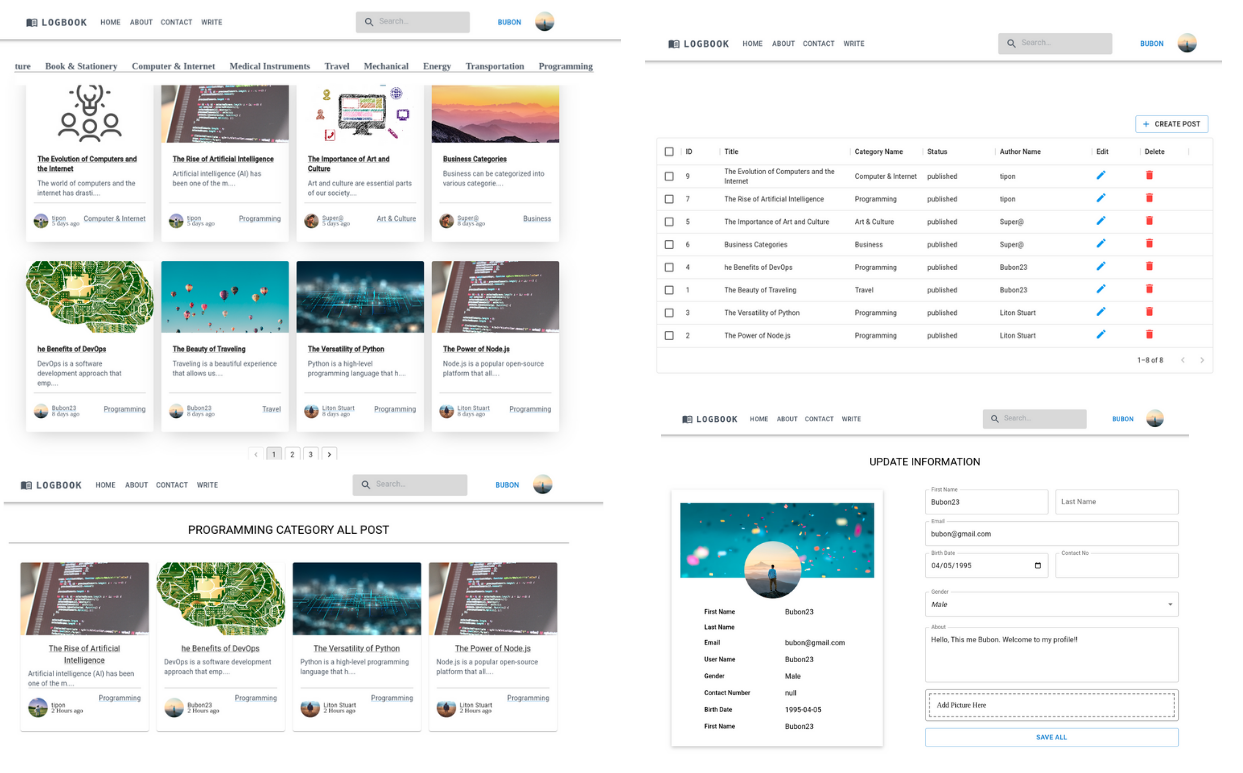 LOGBOOK HOME ABOUT CONTACT WRITE Search... BUBON
ture Book & Stationery Computer & Internet Medical Instruments Travel Mechanical Energy Transportation Programming
The Evolution of Computers and
the Internet
The world of computers and the
internet has drasti....
tipon
5 days ago
Computer & Internet
The Rise of Artificial Intelligence
Artificial intelligence (AI) has
been one of the m....
tipon
5 days ago
Programming
The Importance of Art and
Culture
Art and culture are essential parts
of our society....
Super@
5 days ago
Art & Culture
Business Categories
Business can be categorized into
various categorie....
Super@
8 days ago
Business
he Benefits of DevOps
DevOps is a software
development approach that
emp....
Bubon23
8 days ago
Programming
The Beauty of Traveling
Traveling is a beautiful experience
that allows us....
Bubon23
8 days ago
Travel
The Versatility of Python
Python is a high-level
programming language that h....
Liton Stuart
8 days ago
Programming
The Power of Node.js
Node.js is a popular open-source
platform that all....
Liton Stuart
8 days ago
Programming
1 2 3
LOGBOOK HOME ABOUT CONTACT WRITE Search... BUBON
PROGRAMMING CATEGORY ALL POST
The Rise of Artificial
Intelligence
Artificial intelligence (AI) has been
one of the m....
tipon
2 Hours ago
Programming
he Benefits of DevOps
DevOps is a software development
approach that emp....
Bubon23
2 Hours ago
Programming
The Versatility of Python
Python is a high-level programming
language that h....
Liton Stuart
2 Hours ago
Programming
The Power of Node.js
Node.js is a popular open-source
platform that all....
Liton Stuart
2 Hours ago
Programming
LOGBOOK HOME ABOUT CONTACT WRITE Search... BUBON
+ CREATE POST
ID Title Category Name Status Author Name Edit Delete
9 The Evolution of Computers and the
Internet Computer & Internet published tipon
7 The Rise of Artificial Intelligence Programming published tipon
5 The Importance of Art and Culture Art & Culture published Super@
6 Business Categories Business published Super@
4 he Benefits of DevOps Programming published Bubon23
1 The Beauty of Traveling Travel published Bubon23
3 The Versatility of Python Programming published Liton Stuart
2 The Power of Node.js Programming published Liton Stuart
1–8 of 8
LOGBOOK HOME ABOUT CONTACT WRITE Search... BUBON
UPDATE INFORMATION
First Name Bubon23
Last Name
Email bubon@gmail.com
User Name Bubon23
Gender Male
Contact Number null
Birth Date 1995-04-05
First Name Bubon23
First Name
Bubon23
Last Name
Email
bubon@gmail.com
Birth Date
04/05/1995
Contact No
Gender
Male
About
Hello, This me Bubon. Welcome to my profile!!
Add Picture Here
SAVE ALL